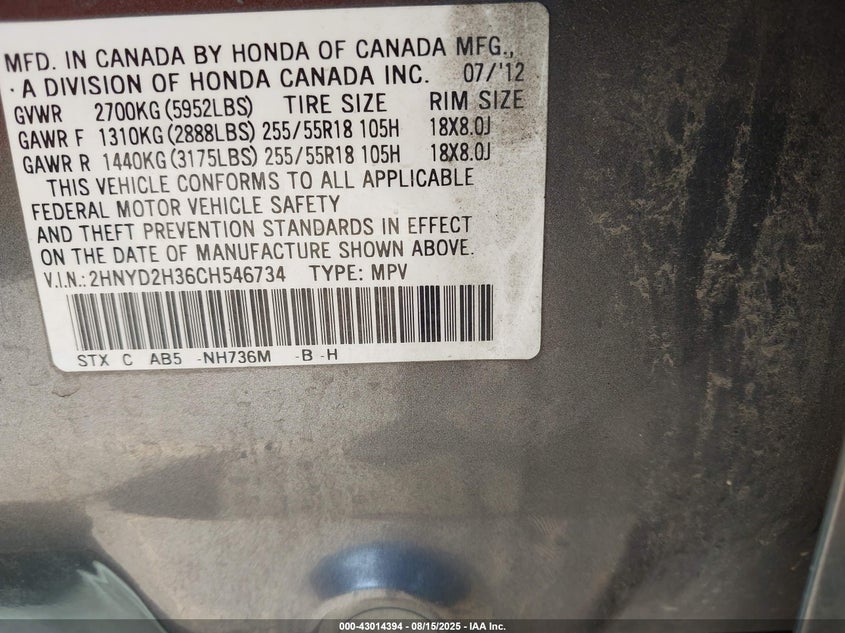 MFD. IN CANADA BY HONDA OF CANADA MFG.,
A DIVISION OF HONDA CANADA INC. 07/'12
GVWR 2700KG (5952LBS) TIRE SIZE RIM SIZE
GAWR F 1310KG (2888LBS) 255/55R18 105H 18X8.0J
GAWR R 1440KG (3175LBS) 255/55R18 105H 18X8.0J
THIS VEHICLE CONFORMS TO ALL APPLICABLE
FEDERAL MOTOR VEHICLE SAFETY
AND THEFT PREVENTION STANDARDS IN EFFECT
ON THE DATE OF MANUFACTURE SHOWN ABOVE.
V.I.N.: 2HNYD2H36CH546734 TYPE: MPV
STX C AB5 -NH736M -B -H
000-43014394 - 08/15/2025 - IAA Inc.